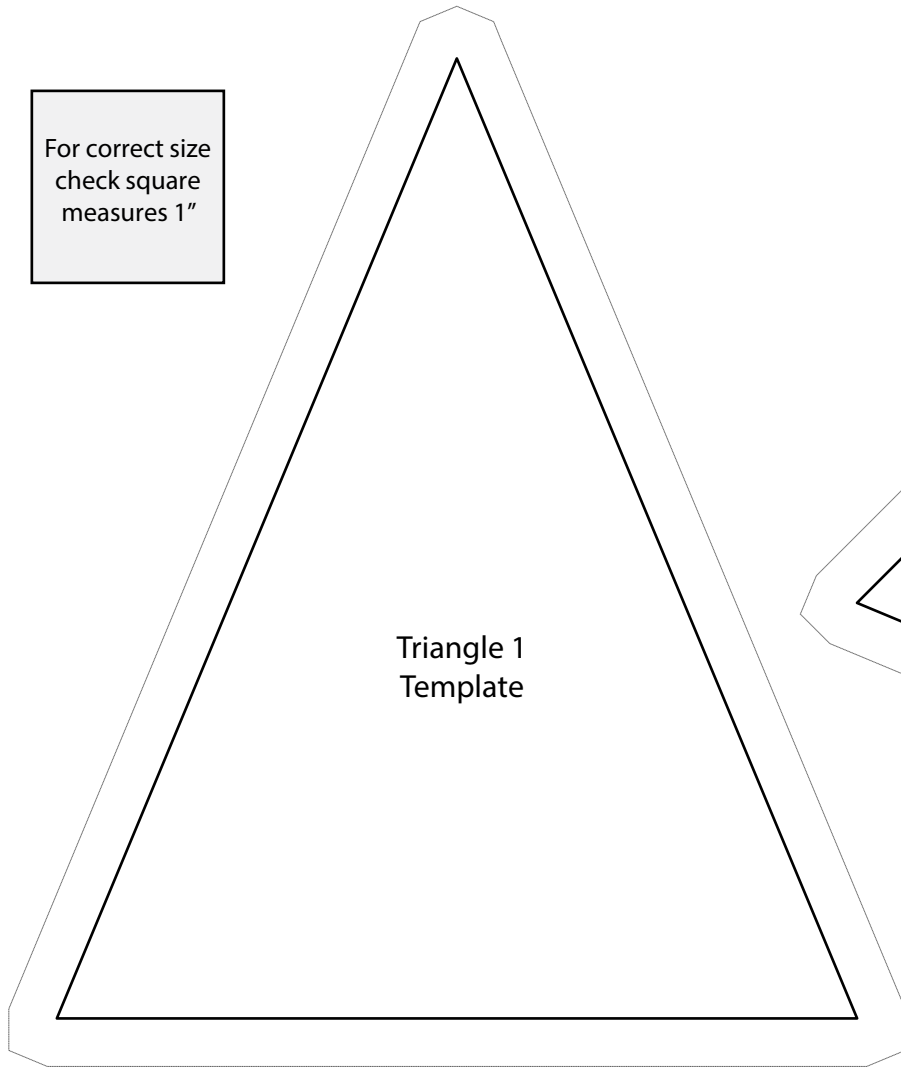 For correct size
check square
measures 1”
Triangle 1
Template